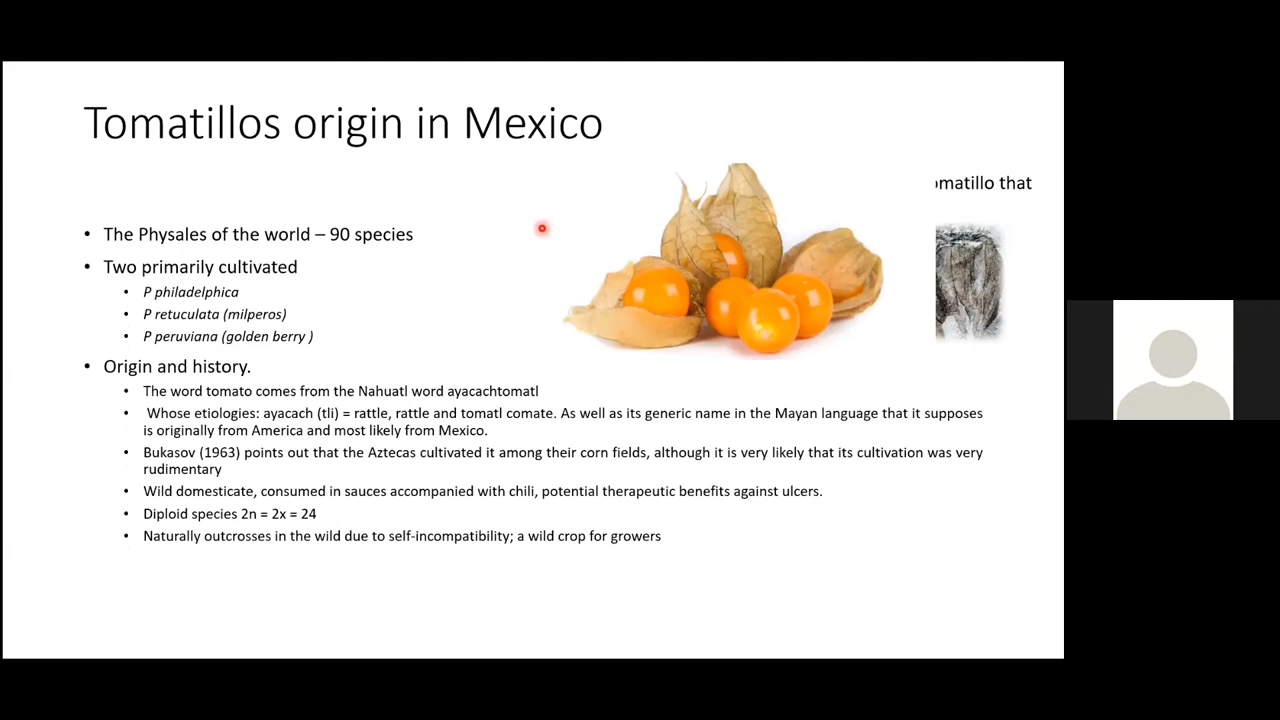 Tomatillos origin in Mexico
omatillo that
• The Physales of the world – 90 species
• Two primarily cultivated
• P philadelphica
• P retuculata (milperos)
• P peruviana (golden berry )
• Origin and history.
• The word tomato comes from the Nahuatl word ayacachtomatl
• Whose etiologies: ayacach (tli) = rattle, rattle and tomatl comate. As well as its generic name in the Mayan language that it supposes
is originally from America and most likely from Mexico.
• Bukasov (1963) points out that the Aztecas cultivated it among their corn fields, although it is very likely that its cultivation was very
rudimentary
• Wild domesticate, consumed in sauces accompanied with chili, potential therapeutic benefits against ulcers.
• Diploid species 2n = 2x = 24
• Naturally outcrosses in the wild due to self-incompatibility; a wild crop for growers